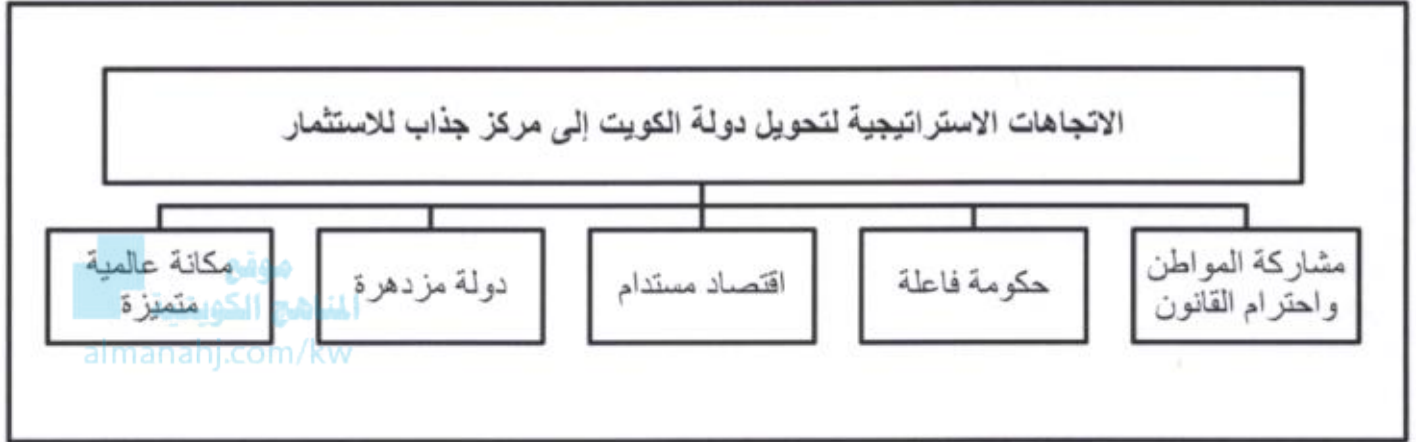 الاتجاهات الاستراتيجية لتحويل دولة الكويت إلى مركز جذاب للاستثمار
مشاركة المواطن
واحترام القانون
حكومة فاعلة
اقتصاد مستدام
دولة مزدهرة
مكانة عالمية
متميزة
موقع
المناهج الكويتية
almanahj.com/kw